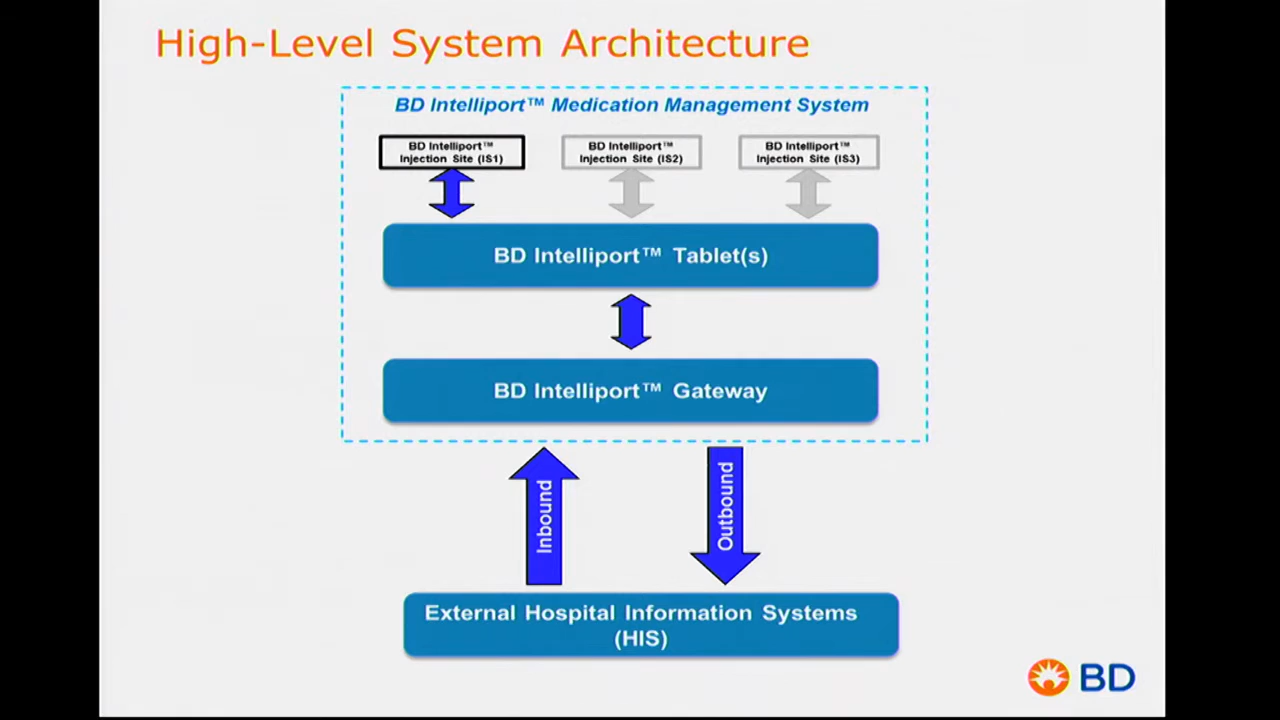 High-Level System Architecture
BD Intelliport™ Medication Management System
BD Intelliport™
Injection Site (IS1)
BD Intelliport™
Injection Site (IS2)
BD Intelliport™
Injection Site (IS3)
BD Intelliport™ Tablet(s)
BD Intelliport™ Gateway
Inbound
Outbound
External Hospital Information Systems
(HIS)
BD